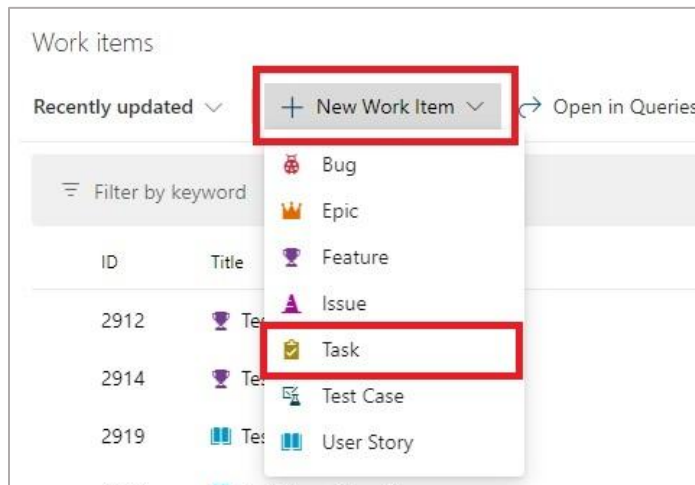 Work items
Recently updated
New Work Item
Open in Queries
Filter by keyword
Bug
Epic
Feature
Issue
Task
Test Case
User Story
ID Title
2912
2914
2919